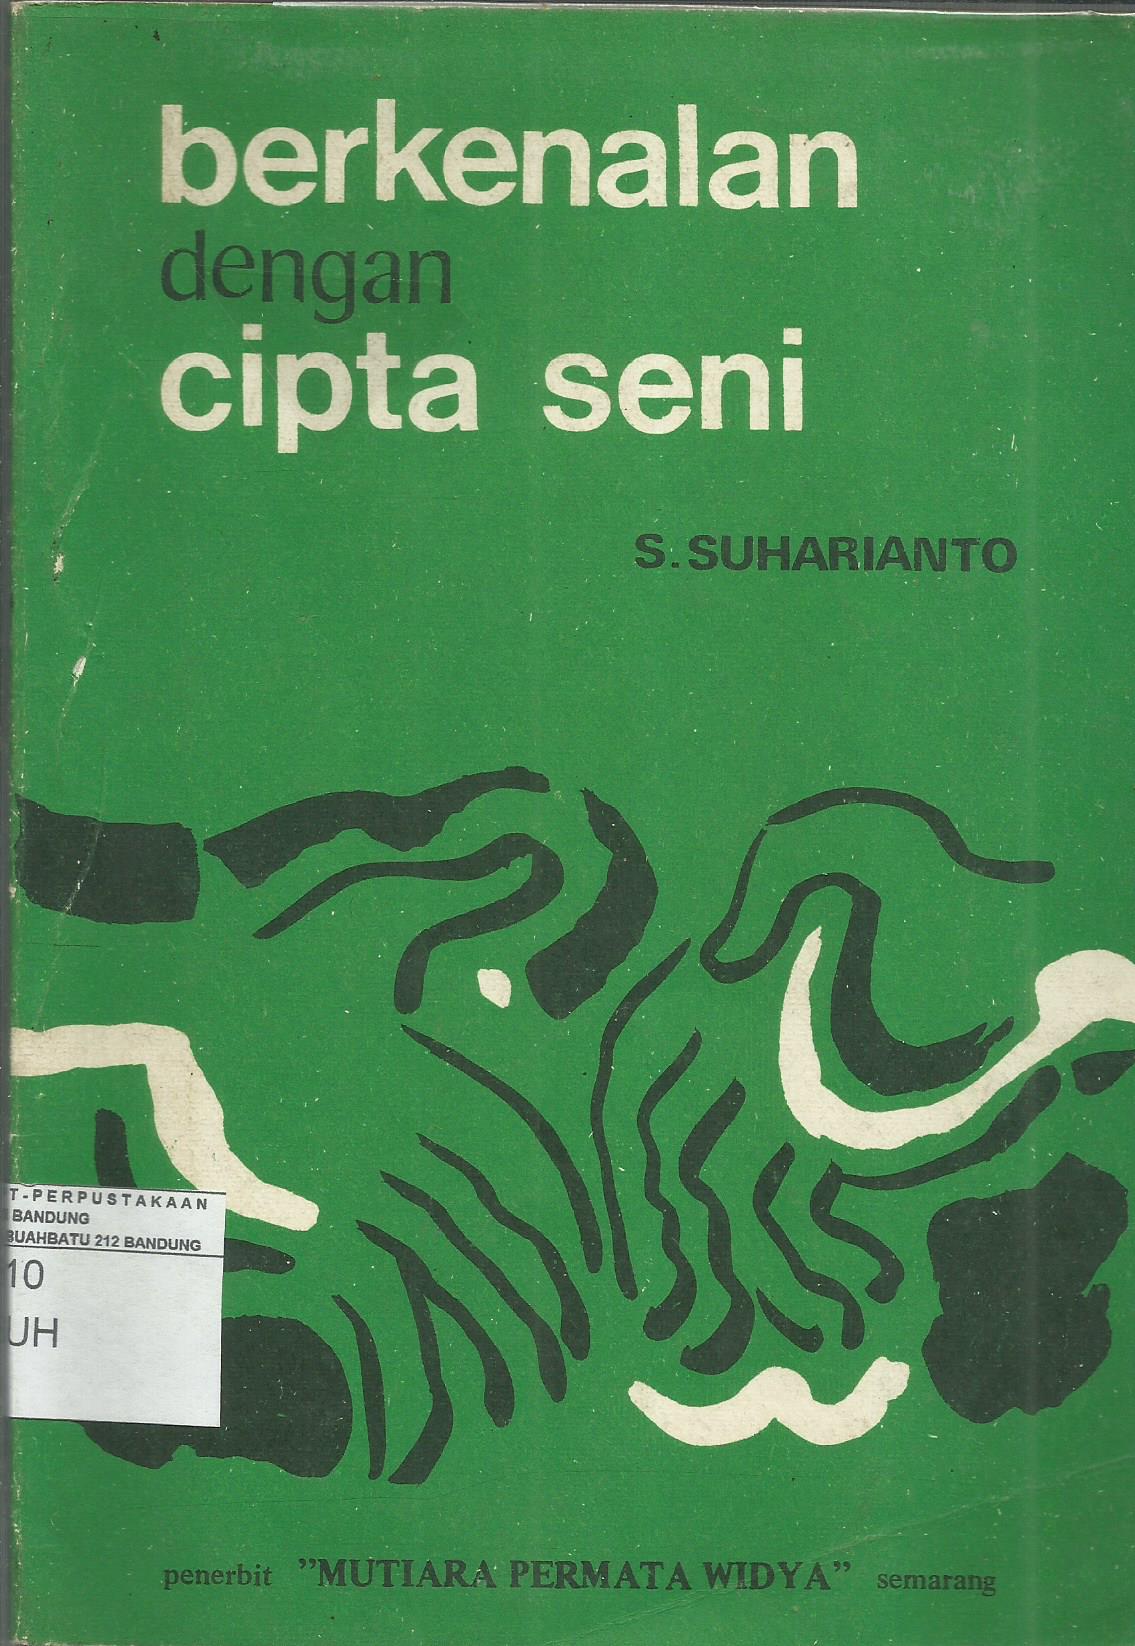 berkenalan
dengan
cipta seni
S. SUHARIANTO
T-PERPUSTAKAAN
BANDUNG
BUAHBATU 212 BANDUNG
10
UH
penerbit "MUTIARA PERMATA WIDYA" semarang